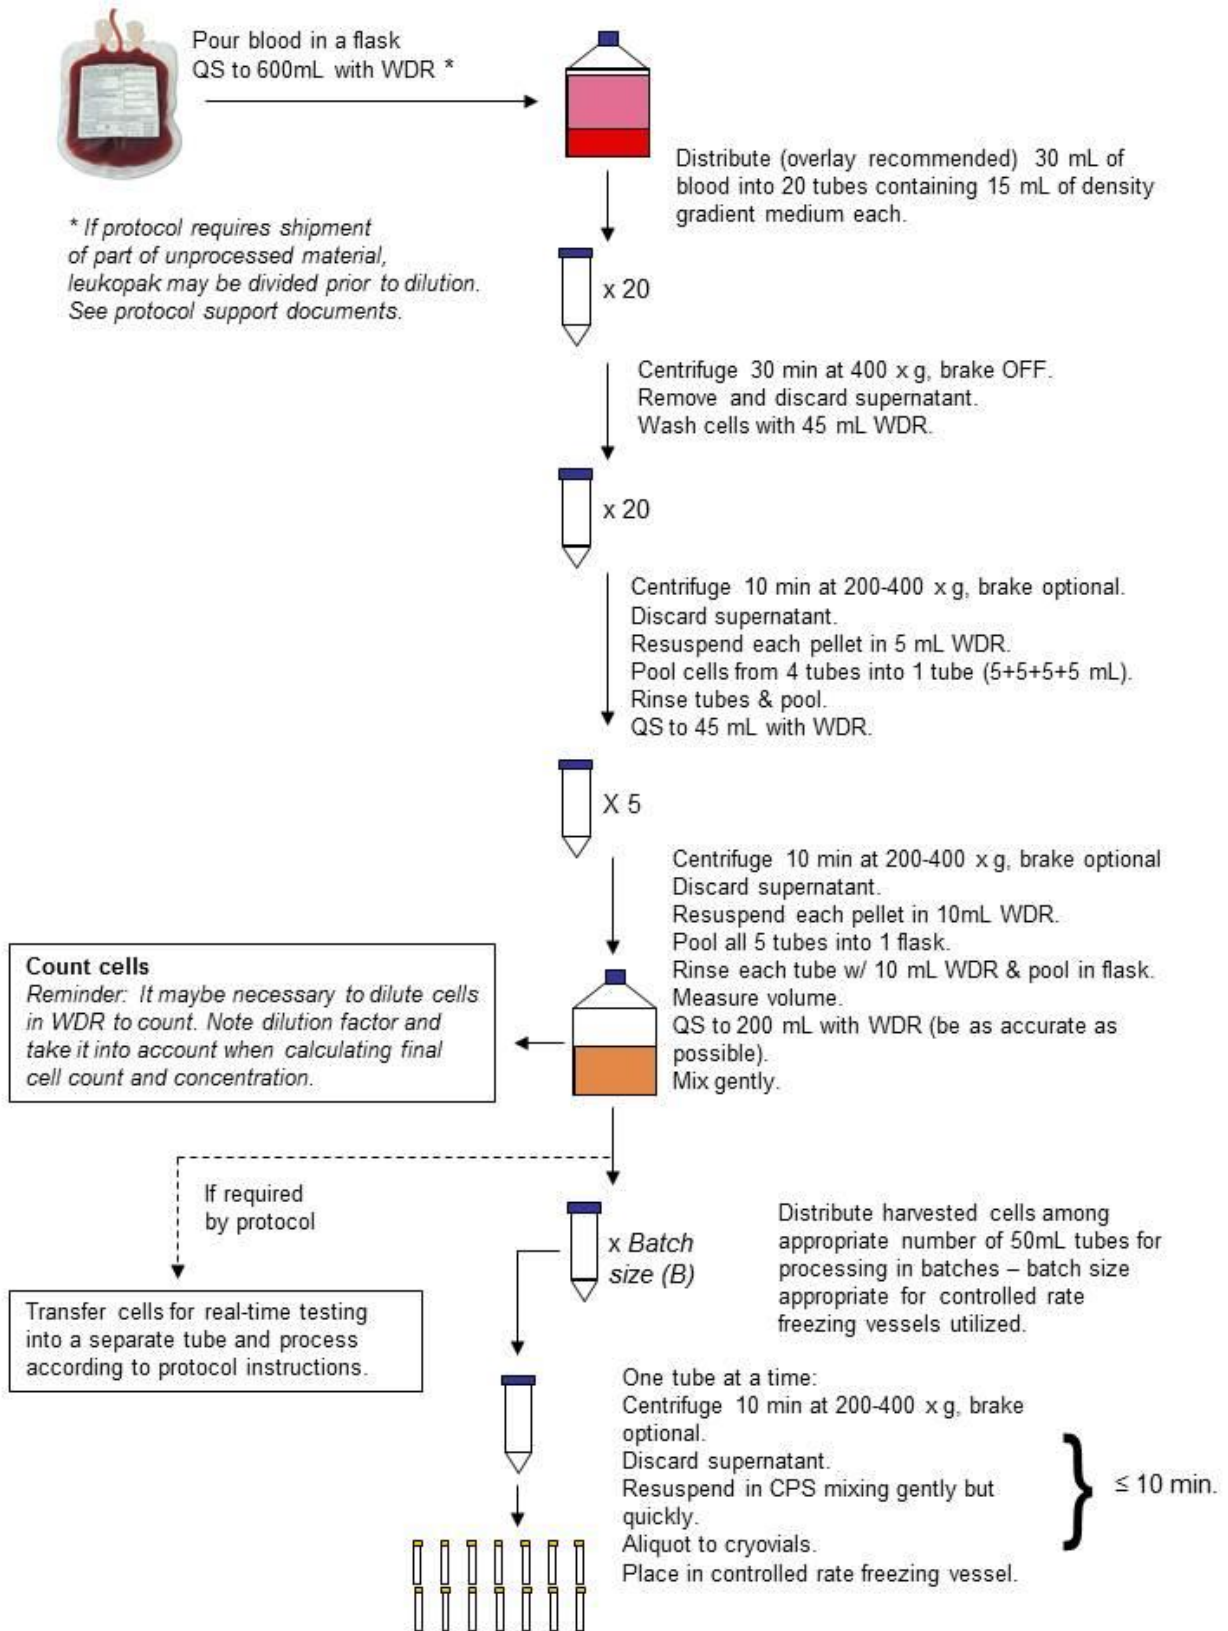 Pour blood in a flask
QS to 600mL with WDR *
* If protocol requires shipment
of part of unprocessed material,
leukopak may be divided prior to dilution.
See protocol support documents.
Distribute (overlay recommended) 30 mL of
blood into 20 tubes containing 15 mL of density
gradient medium each.
x 20
Centrifuge 30 min at 400 x g, brake OFF.
Remove and discard supernatant.
Wash cells with 45 mL WDR.
x 20
Centrifuge 10 min at 200-400 x g, brake optional.
Discard supernatant.
Resuspend each pellet in 5 mL WDR.
Pool cells from 4 tubes into 1 tube (5+5+5+5 mL).
Rinse tubes & pool.
QS to 45 mL with WDR.
X 5
Centrifuge 10 min at 200-400 x g, brake optional
Discard supernatant.
Resuspend each pellet in 10mL WDR.
Pool all 5 tubes into 1 flask.
Rinse each tube w/ 10 mL WDR & pool in flask.
Measure volume.
QS to 200 mL with WDR (be as accurate as
possible).
Mix gently.
Count cells
Reminder: It maybe necessary to dilute cells
in WDR to count. Note dilution factor and
take it into account when calculating final
cell count and concentration.
If required
by protocol
Transfer cells for real-time testing
into a separate tube and process
according to protocol instructions.
x Batch
size (B)
Distribute harvested cells among
appropriate number of 50mL tubes for
processing in batches – batch size
appropriate for controlled rate
freezing vessels utilized.
One tube at a time:
Centrifuge 10 min at 200-400 x g, brake
optional.
Discard supernatant.
Resuspend in CPS mixing gently but
quickly.
Aliquot to cryovials.
Place in controlled rate freezing vessel.
≤ 10 min.